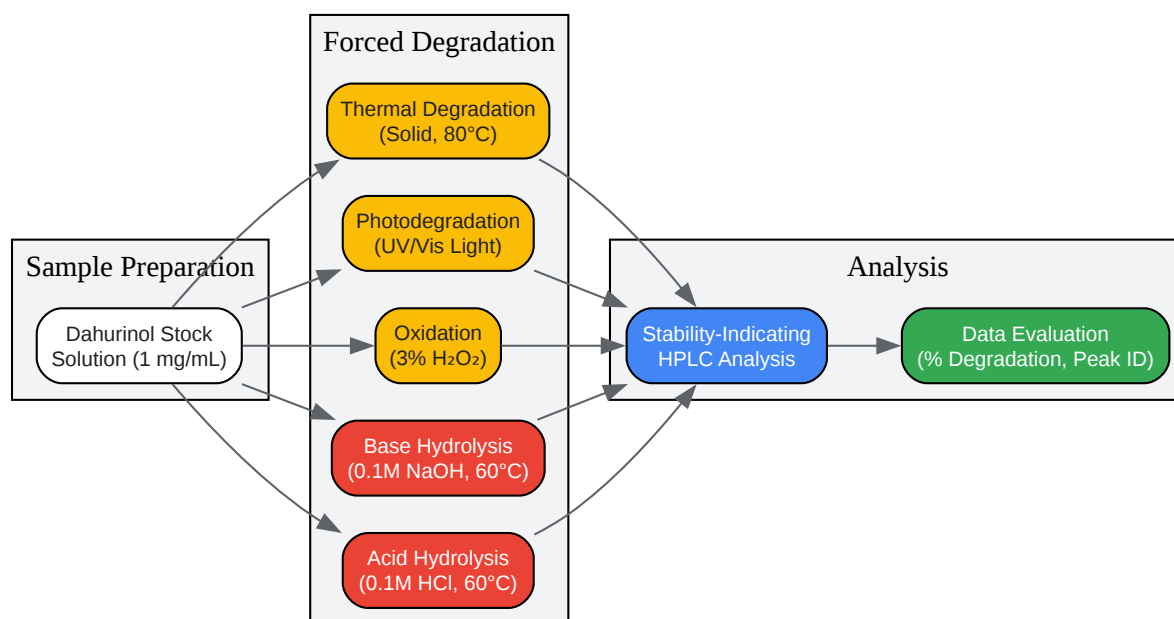 Sample Preparation
Dahurinol Stock
Solution (1 mg/mL)
Forced Degradation
Thermal Degradation
(Solid, 80°C)
Photodegradation
(UV/Vis Light)
Oxidation
(3% H₂O₂)
Base Hydrolysis
(0.1M NaOH, 60°C)
Acid Hydrolysis
(0.1M HCl, 60°C)
Analysis
Stability-Indicating
HPLC Analysis
Data Evaluation
(% Degradation, Peak ID)